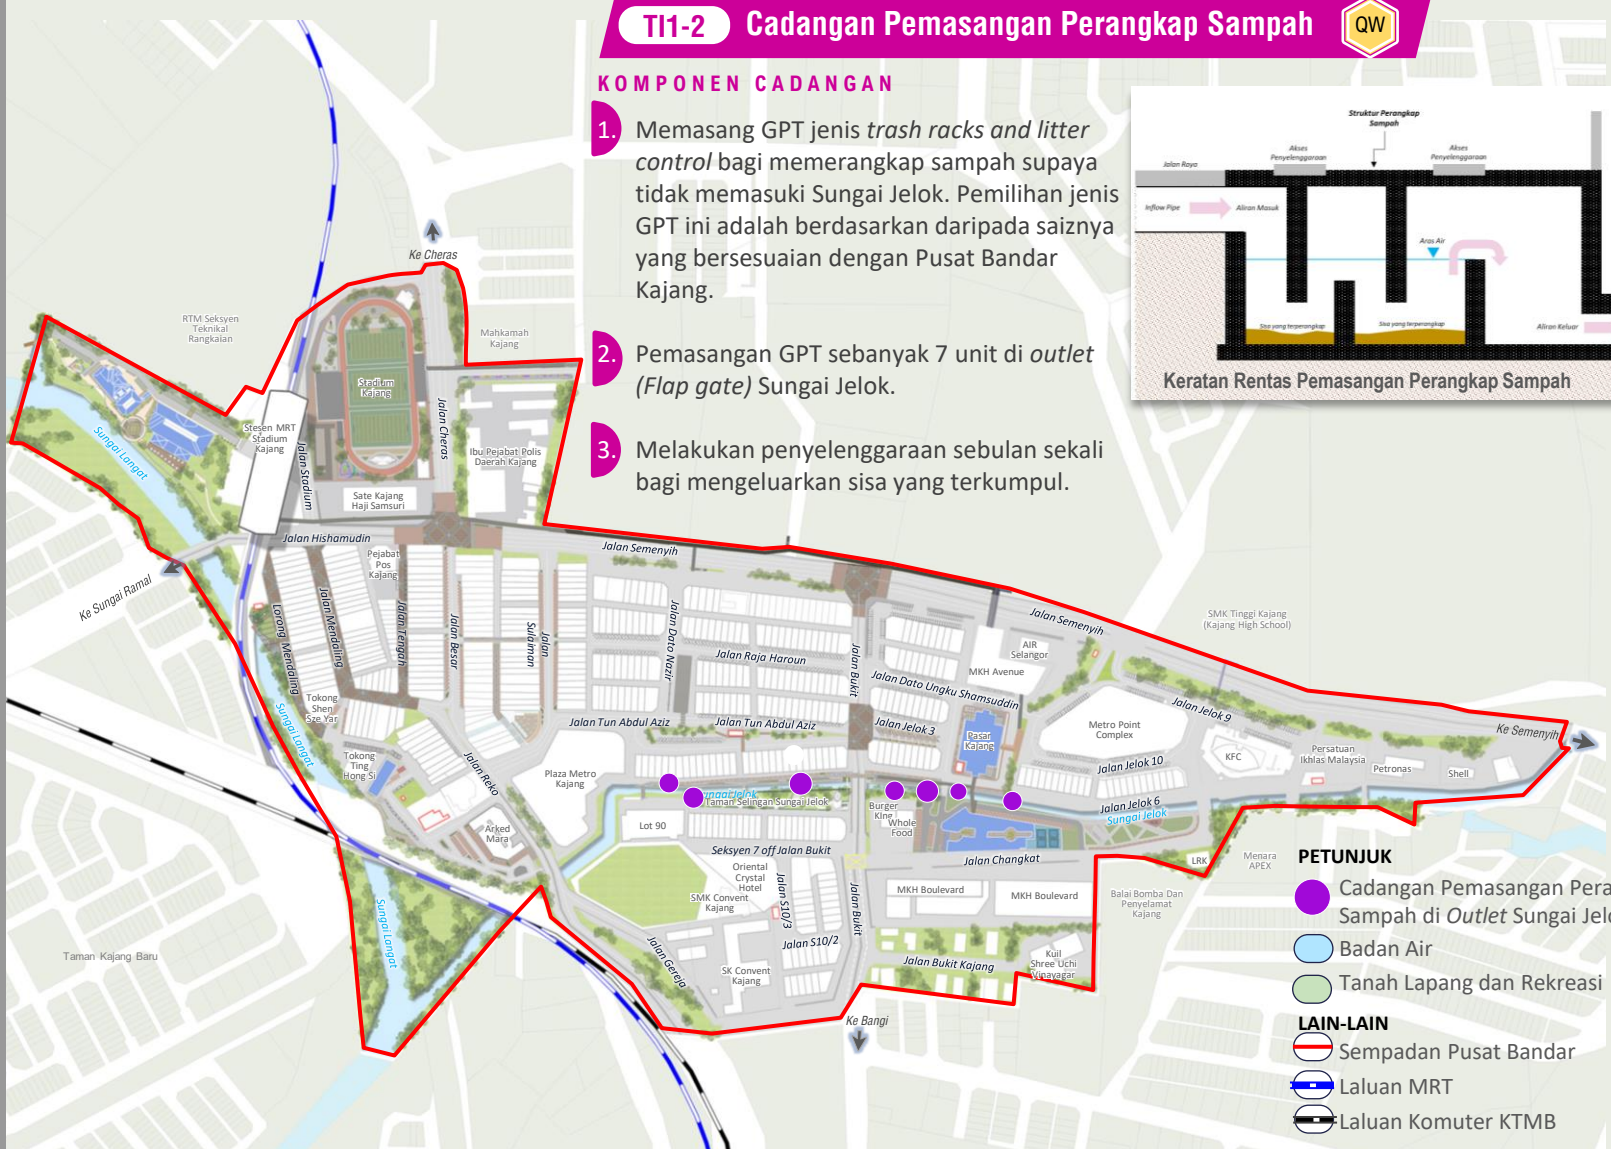 TI1-2 Cadangan Pemasangan Perangkap Sampah QW
KOMPONEN CADANGAN
1. Memasang GPT jenis trash racks and litter
control bagi memerangkap sampah supaya
tidak memasuki Sungai Jelok. Pemilihan jenis
GPT ini adalah berdasarkan daripada saiznya
yang bersesuaian dengan Pusat Bandar
Kajang.
2. Pemasangan GPT sebanyak 7 unit di outlet
(Flap gate) Sungai Jelok.
3. Melakukan penyelenggaraan sebulan sekali
bagi mengeluarkan sisa yang terkumpul.
Struktur Perangkap
Sampah
Jalan Raya
Akses
Penyelenggaraan
Akses
Penyelenggaraan
Inflow Pipe
Aliran Masuk
Aras Air
Sisa yang terperangkap
Sisa yang terperangkap
Aliran Keluar
Keratan Rentas Pemasangan Perangkap Sampah
Ke Cheras
RTM Seksyen
Teknikal
Rangkaian
Mahkamah
Kajang
Stadium
Kajang
Jalan Cheras
Stesen MRT
Stadium
Kajang
Jalan Stadium
Ibu Pejabat Polis
Daerah Kajang
Sate Kajang
Haji Samsuri
Sungai Langat
Jalan Hishamudin
Jalan Semenyih
Pejabat
Pos
Kajang
Ke Sungai Ramal
Lorong Mendaling
Jalan Mendaling
Jalan Tengah
Jalan Besar
Jalan
Sulaiman
Jalan Dato Nazir
Jalan Raja Haroun
Jalan Bukit
Jalan Semenyih
SMK Tinggi Kajang
(Kajang High School)
AIR
Selangor
MKH Avenue
Jalan Dato Ungku Shamsuddin
Tokong
Shen
Sze Yar
Sungai Langat
Jalan Tun Abdul Aziz
Jalan Tun Abdul Aziz
Jalan Jelok 3
Pasar
Kajang
Metro Point
Complex
Jalan Jelok 9
Ke Semenyih
Tokong
Ting
Hong Si
Jalan Reko
Plaza Metro
Kajang
Jalan Jelok 10
KFC
Persatuan
Ikhlas Malaysia
Petronas
Shell
Sungai Jelok
Taman Selingan Sungai Jelok
Burger
King
Whole
Food
Jalan Jelok 6
Sungai Jelok
Arked
Mara
Lot 90
Seksyen 7 off Jalan Bukit
Jalan Changkat
LRK
Menara
APEX
Oriental
Crystal
Hotel
SMK Convent
Kajang
Jalan S10/3
Jalan Bukit
MKH Boulevard
MKH Boulevard
Balai Bomba Dan
Penyelamat
Kajang
Sungai Langat
Taman Kajang Baru
Jalan Gereja
SK Convent
Kajang
Jalan S10/2
Jalan Bukit Kajang
Kuil
Shree Uchi
Vinayagar
Ke Bangi
PETUNJUK
Cadangan Pemasangan Pera
Sampah di Outlet Sungai Jelo
Badan Air
Tanah Lapang dan Rekreasi
LAIN-LAIN
Sempadan Pusat Bandar
Laluan MRT
Laluan Komuter KTMB